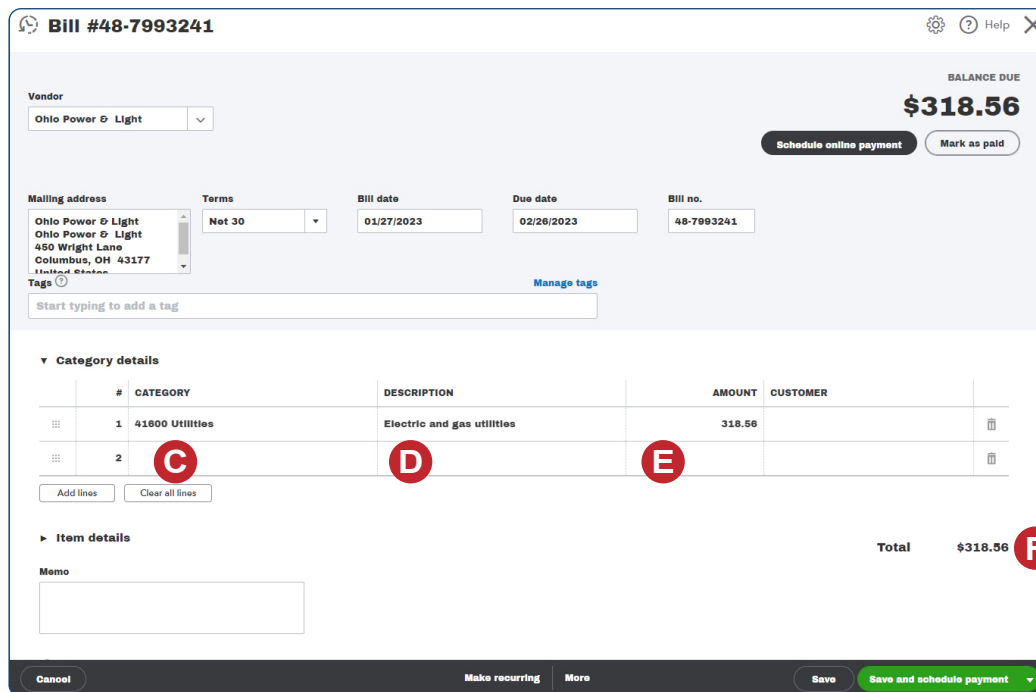 Bill #48-7993241
Help
BALANCE DUE
$318.56
Vendor
Ohio Power & Light
Schedule online payment
Mark as paid
Mailing address
Terms
Bill date
Due date
Bill no.
Ohio Power & Light
Ohio Power & Light
450 Wright Lane
Columbus, OH 43177
United States
Net 30
01/27/2023
02/26/2023
48-7993241
Tags
Manage tags
Start typing to add a tag
Category details
# CATEGORY DESCRIPTION AMOUNT CUSTOMER
1 41600 Utilities Electric and gas utilities 318.56
2
C D E
Add lines Clear all lines
Item details
Total $318.56
Memo
Cancel Make recurring More Save Save and schedule payment